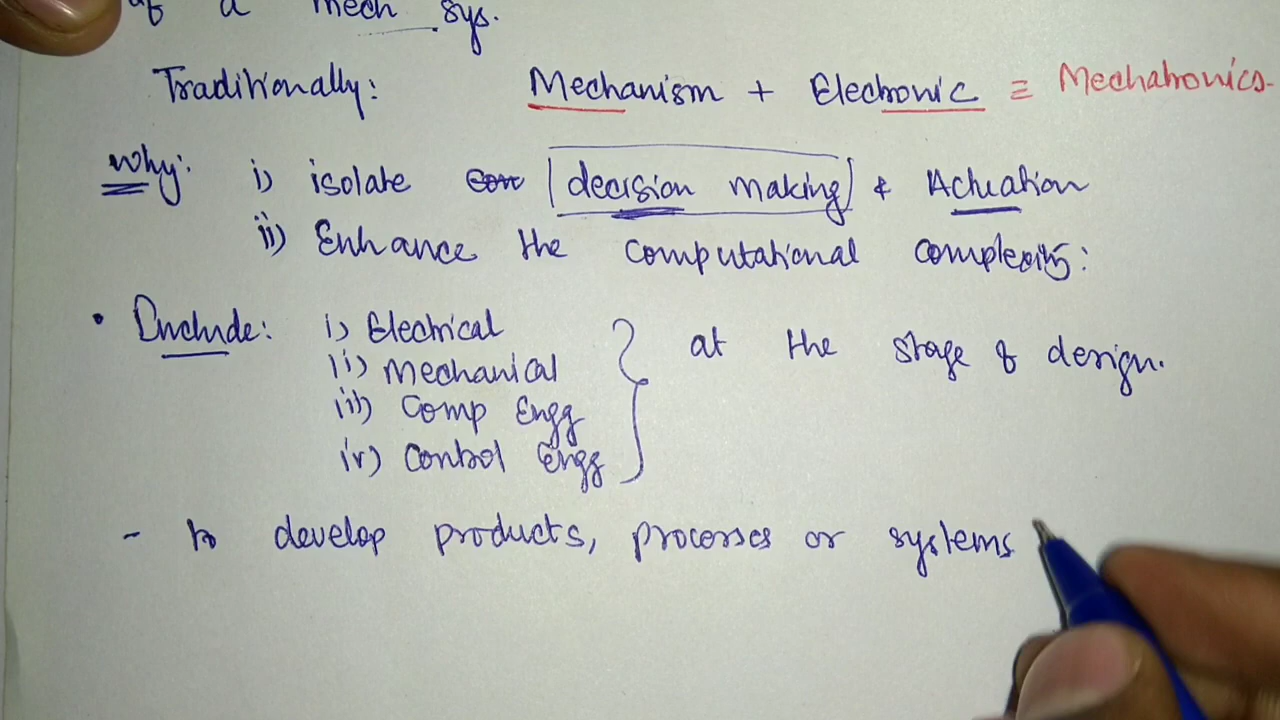 of a mech sys.
Traditionally: Mechanism + Electronic ≡ Mechatronics.
Why: i) isolate con decision making & Actuation
ii) Enhance the computational complexity:
• Include: i) Electrical
ii) Mechanical
iii) Comp Engg
iv) Control Engg
} at the stage of design.
- to develop products, processes or systems